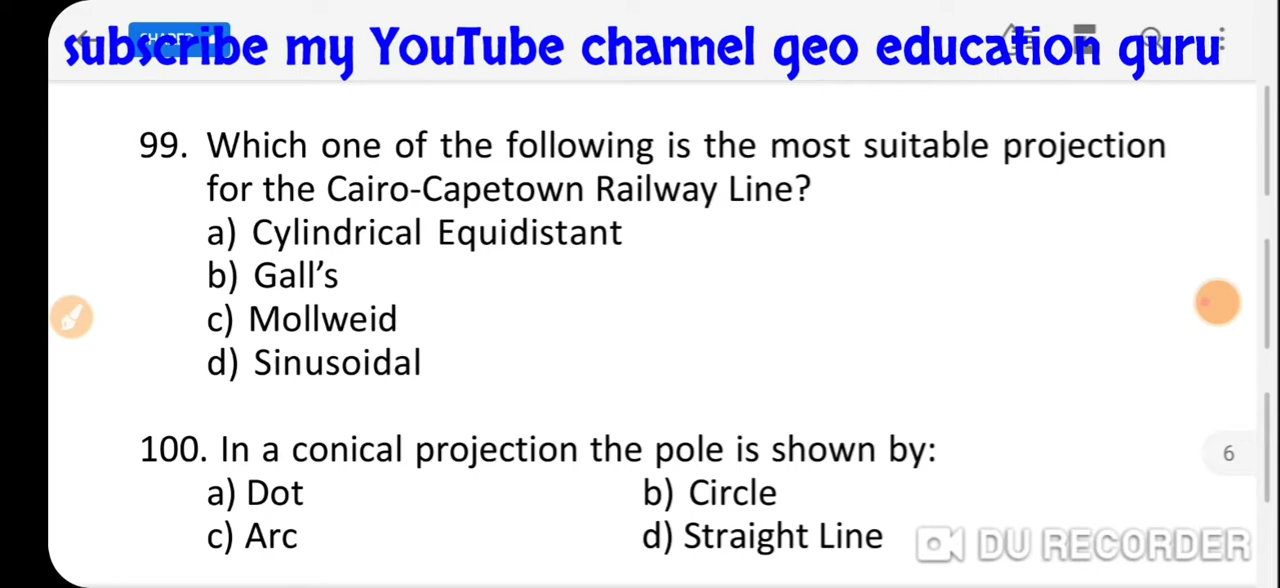 subscribe my YouTube channel geo education guru
99. Which one of the following is the most suitable projection
for the Cairo-Capetown Railway Line?
a) Cylindrical Equidistant
b) Gall's
c) Mollweid
d) Sinusoidal
100. In a conical projection the pole is shown by:
6
a) Dot b) Circle
c) Arc d) Straight Line
DU RECORDER